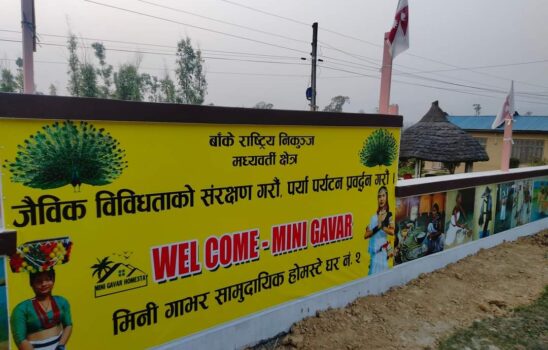 बाँके राष्ट्रिय निकुञ्ज
मध्यवर्ती क्षेत्र
जैविक विविधताको संरक्षण गरौं, पर्या पर्यटन प्रवर्द्धन गरौं ।
WEL COME - MINI GAVAR
MINI GAVAR HOMESTAY
मिनी गाभर सामुदायिक होमस्टे घर नं. २